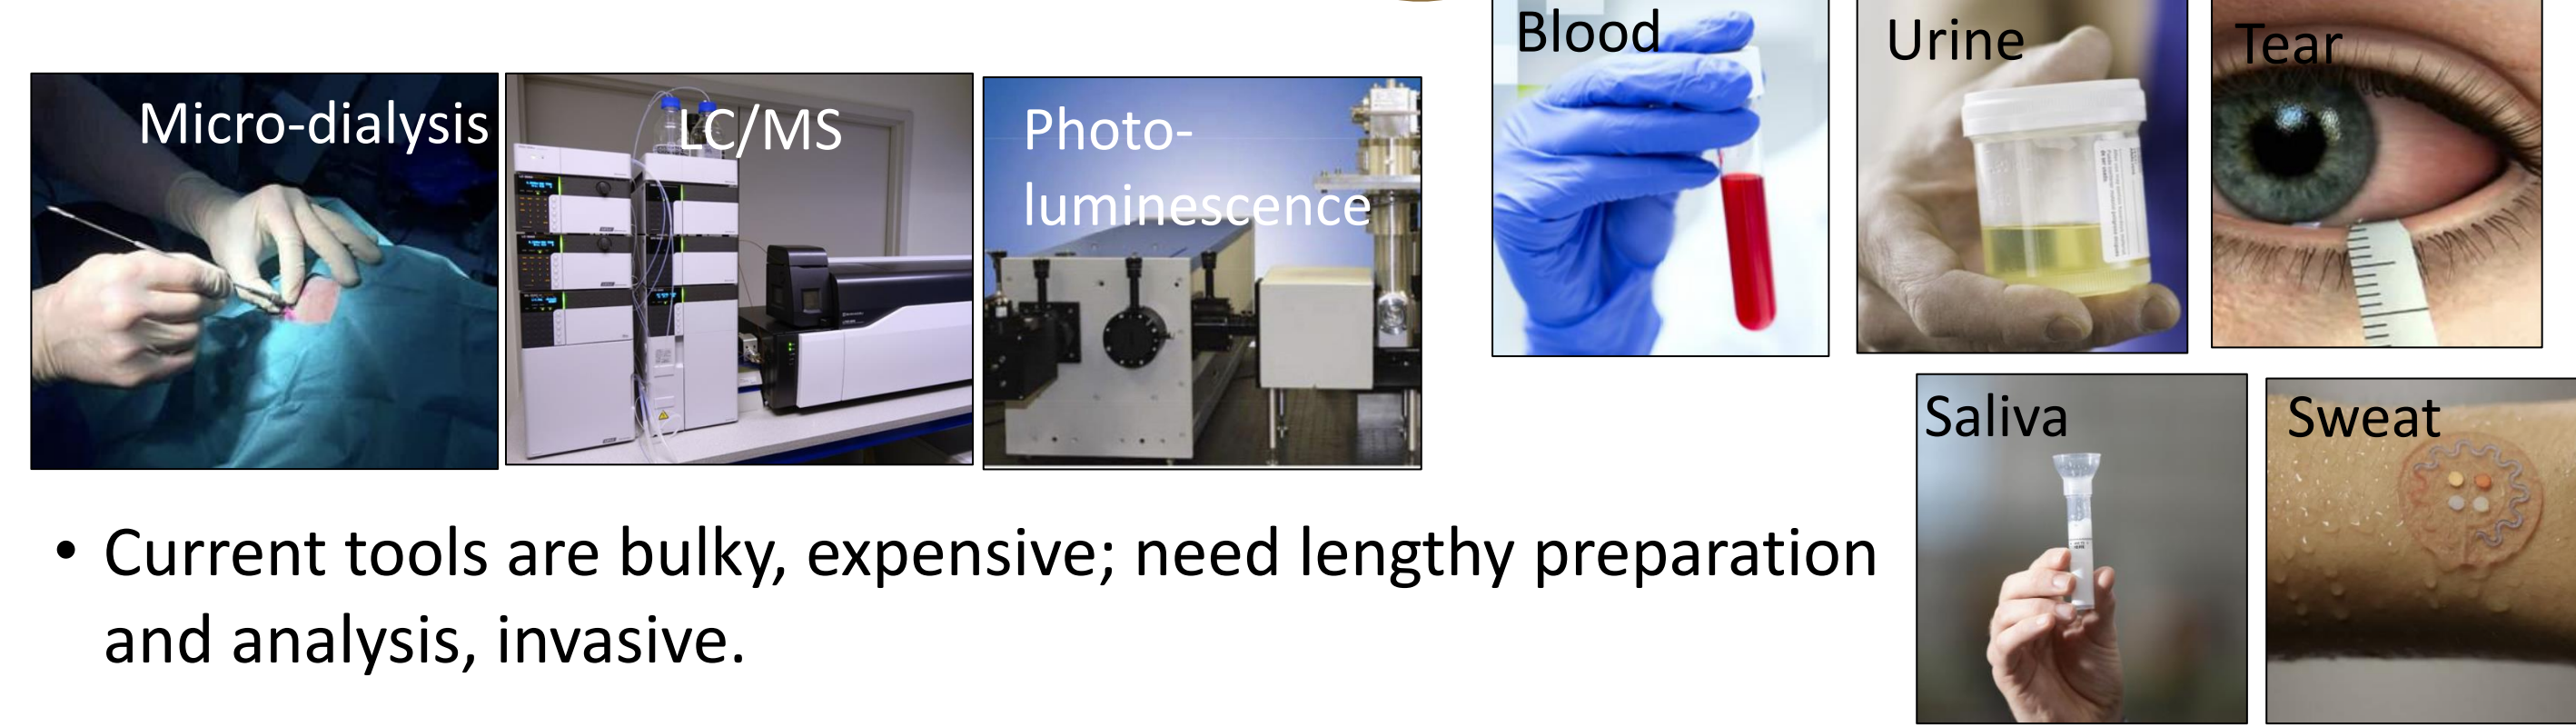 Micro-dialysis
LC/MS
Photo-
luminescence
Blood
Urine
Tear
Saliva
Sweat
• Current tools are bulky, expensive; need lengthy preparation
and analysis, invasive.